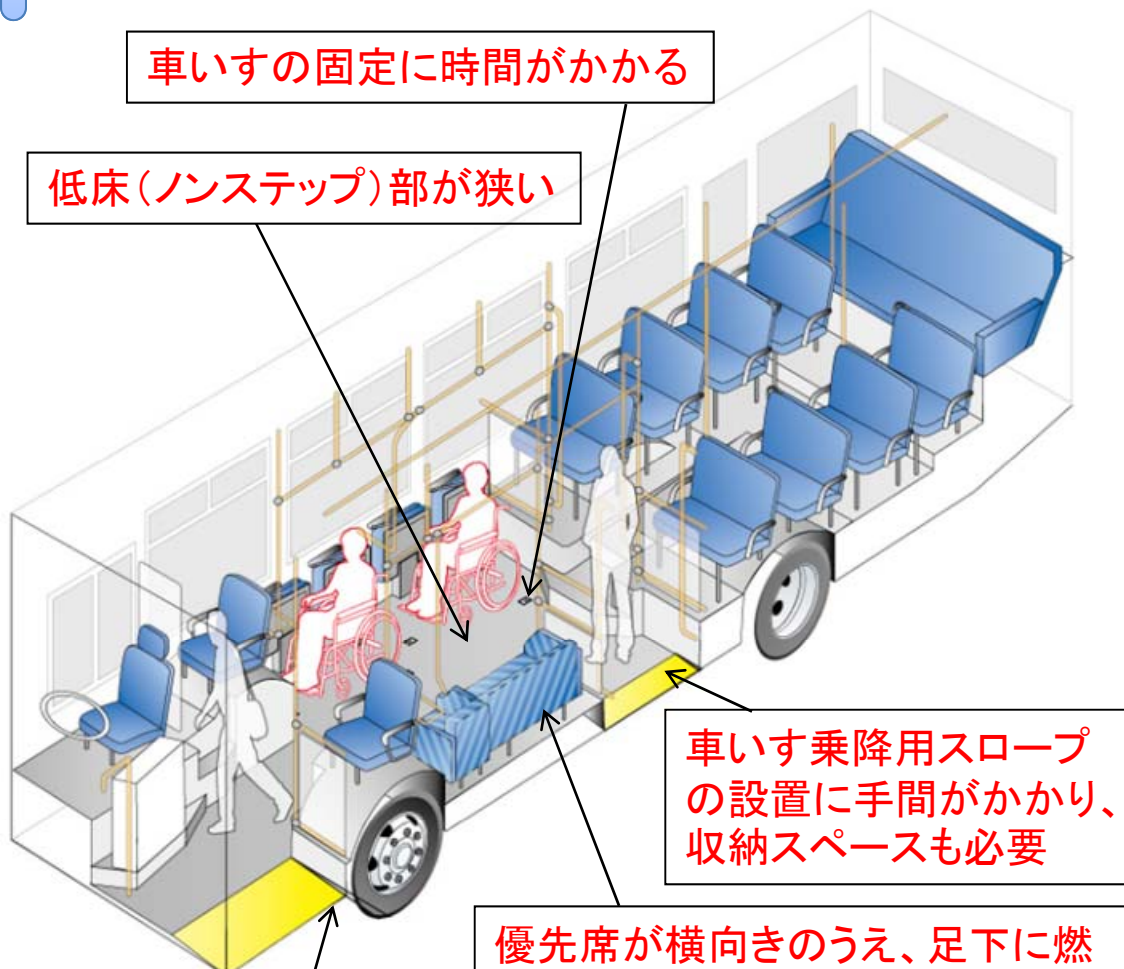 車いすの固定に時間がかかる
低床（ノンステップ）部が狭い
車いす乗降用スロープ
の設置に手間がかかり、
収納スペースも必要
優先席が横向きのうえ、足下に燃